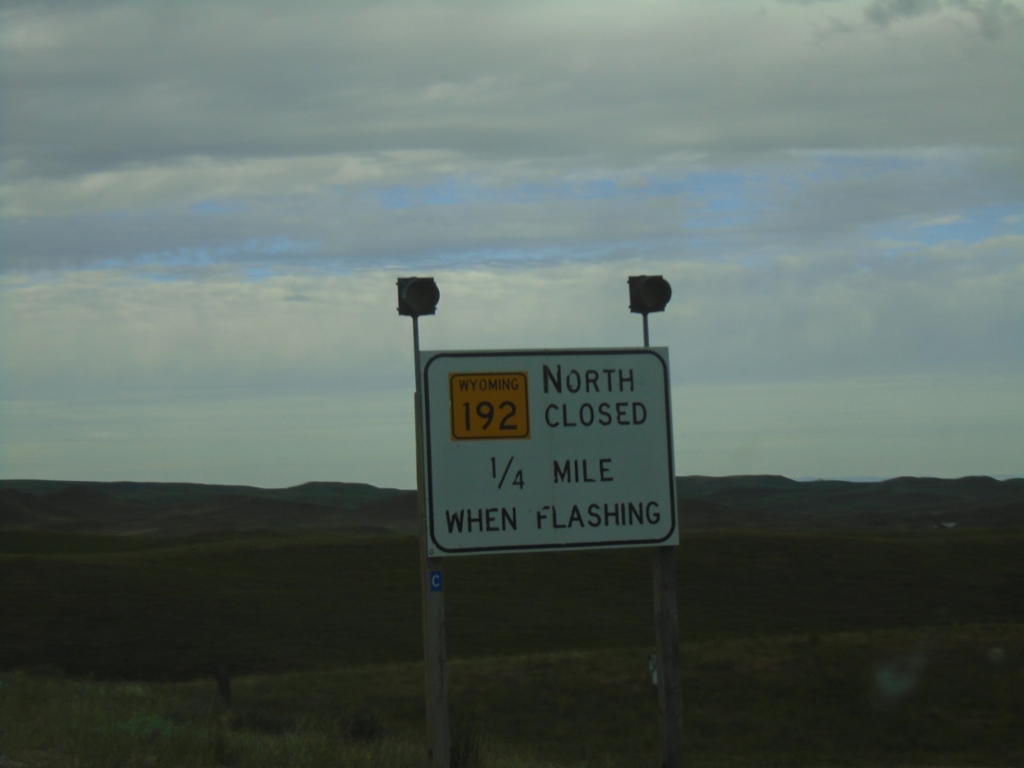 WYOMING
192
NORTH
CLOSED
1/4 MILE
WHEN FLASHING
C